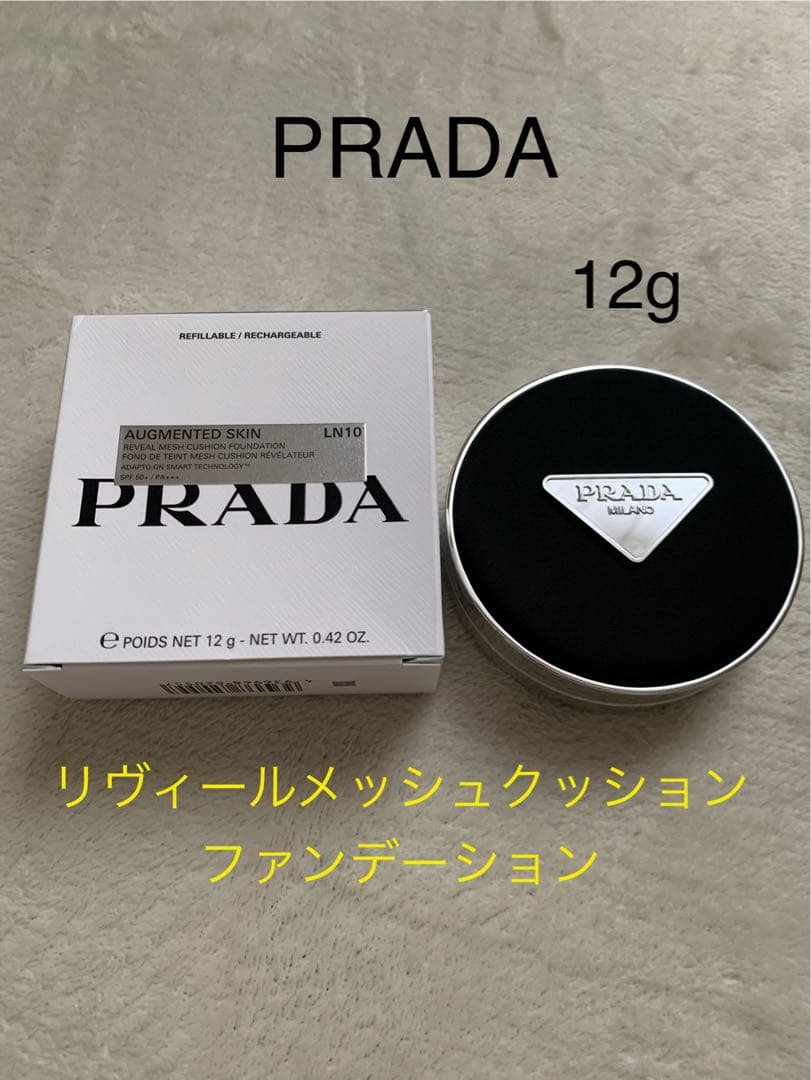 PRADA
12g
REFILLABLE / RECHARGEABLE
AUGMENTED SKIN LN10
REVEAL MESH CUSHION FOUNDATION
FOND DE TEINT MESH CUSHION RÉVÉLATEUR
ADAPTO.GN SMART TECHNOLOGY™
SPF 50+ / PA+++
PRADA
℮ POIDS NET 12 g - NET WT. 0.42 OZ.
PRADA
MILANO
リヴィールメッシュクッション
ファンデーション